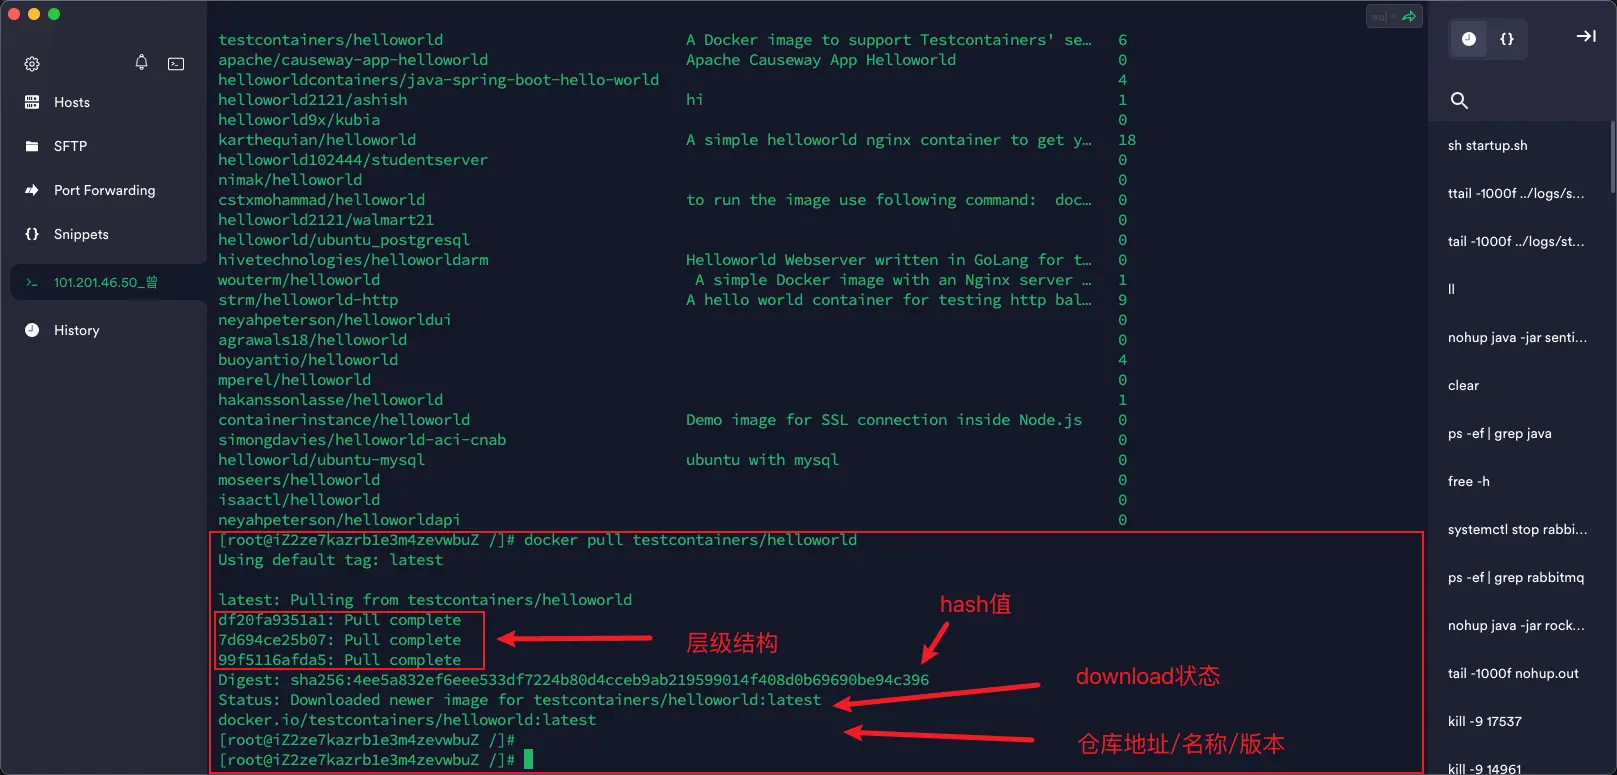 Hosts
SFTP
Port Forwarding
Snippets
101.201.46.50_曾
History
testcontainers/helloworld A Docker image to support Testcontainers' se… 6
apache/causeway-app-helloworld Apache Causeway App Helloworld 0
helloworldcontainers/java-spring-boot-hello-world 4
helloworld2121/ashish hi 1
helloworld9x/kubia 0
karthequian/helloworld A simple helloworld nginx container to get y… 18
helloworld102444/studentserver 0
nimak/helloworld 0
cstxmohammad/helloworld to run the image use following command: doc… 0
helloworld2121/walmart21 0
helloworld/ubuntu_postgresql 0
hivetechnologies/helloworldarm Helloworld Webserver written in GoLang for t… 0
wouterm/helloworld A simple Docker image with an Nginx server … 1
strm/helloworld-http A hello world container for testing http bal… 9
neyahpeterson/helloworldui 0
agrawals18/helloworld 0
buoyantio/helloworld 4
mperel/helloworld 0
hakanssonlasse/helloworld 1
containerinstance/helloworld Demo image for SSL connection inside Node.js 0
simongdavies/helloworld-aci-cnab 0
helloworld/ubuntu-mysql ubuntu with mysql 0
moseers/helloworld 0
isaactl/helloworld 0
neyahpeterson/helloworldapi 0
[root@iZ2ze7kazrb1e3m4zevwbuZ /]# docker pull testcontainers/helloworld
Using default tag: latest
latest: Pulling from testcontainers/helloworld
df20fa9351a1: Pull complete
7d694ce25b07: Pull complete
99f5116afda5: Pull complete
Digest: sha256:4ee5a832ef6eee533df7224b80d4cceb9ab219599014f408d0b69690be94c396
Status: Downloaded newer image for testcontainers/helloworld:latest
docker.io/testcontainers/helloworld:latest
[root@iZ2ze7kazrb1e3m4zevwbuZ /]#
[root@iZ2ze7kazrb1e3m4zevwbuZ /]#
hash值
层级结构
download状态
仓库地址/名称/版本
{}
sh startup.sh
ttail -1000f ../logs/s...
tail -1000f ../logs/st...
ll
nohup java -jar senti...
clear
ps -ef | grep java
free -h
systemctl stop rabbi...
ps -ef | grep rabbitmq
nohup java -jar rock...
tail -1000f nohup.out
kill -9 17537
kill -9 14961